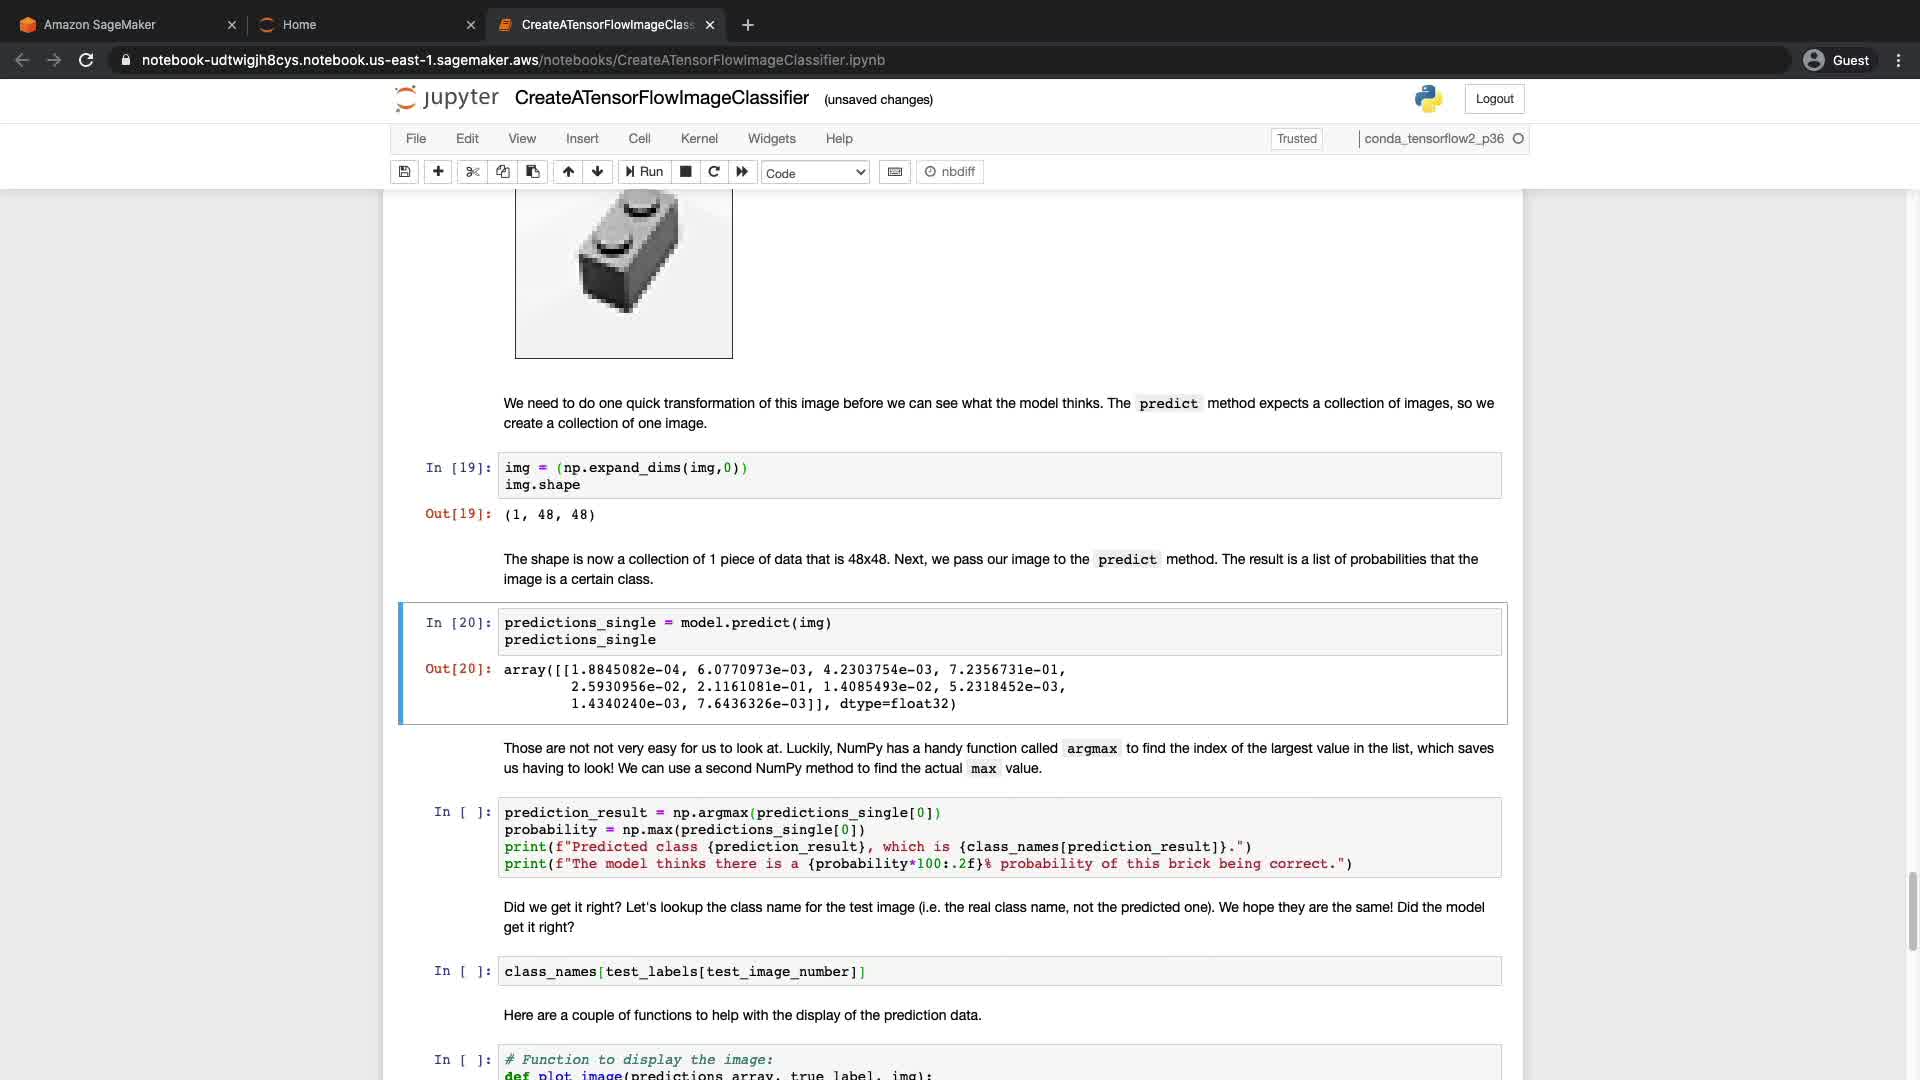 Amazon SageMaker
Home
CreateATensorFlowImageClass
notebook-udtwigjh8cys.notebook.us-east-1.sagemaker.aws/notebooks/CreateATensorFlowImageClassifier.ipynb
Guest
jupyter CreateATensorFlowImageClassifier (unsaved changes)
Logout
File Edit View Insert Cell Kernel Widgets Help
Trusted
conda_tensorflow2_p36
Run
Code
nbdiff
We need to do one quick transformation of this image before we can see what the model thinks. The predict method expects a collection of images, so we
create a collection of one image.
In [19]: img = (np.expand_dims(img,0))
img.shape
Out[19]: (1, 48, 48)
The shape is now a collection of 1 piece of data that is 48x48. Next, we pass our image to the predict method. The result is a list of probabilities that the
image is a certain class.
In [20]: predictions_single = model.predict(img)
predictions_single
Out[20]: array([[1.8845082e-04, 6.0770973e-03, 4.2303754e-03, 7.2356731e-01,
2.5930956e-02, 2.1161081e-01, 1.4085493e-02, 5.2318452e-03,
1.4340240e-03, 7.6436326e-03]], dtype=float32)
Those are not not very easy for us to look at. Luckily, NumPy has a handy function called argmax to find the index of the largest value in the list, which saves
us having to look! We can use a second NumPy method to find the actual max value.
In [ ]: prediction_result = np.argmax(predictions_single[0])
probability = np.max(predictions_single[0])
print(f"Predicted class {prediction_result}, which is {class_names[prediction_result]}.")
print(f"The model thinks there is a {probability*100:.2f}% probability of this brick being correct.")
Did we get it right? Let's lookup the class name for the test image (i.e. the real class name, not the predicted one). We hope they are the same! Did the model
get it right?
In [ ]: class_names[test_labels[test_image_number]]
Here are a couple of functions to help with the display of the prediction data.
In [ ]: # Function to display the image:
def plot_image(predictions_array, true_label, img):